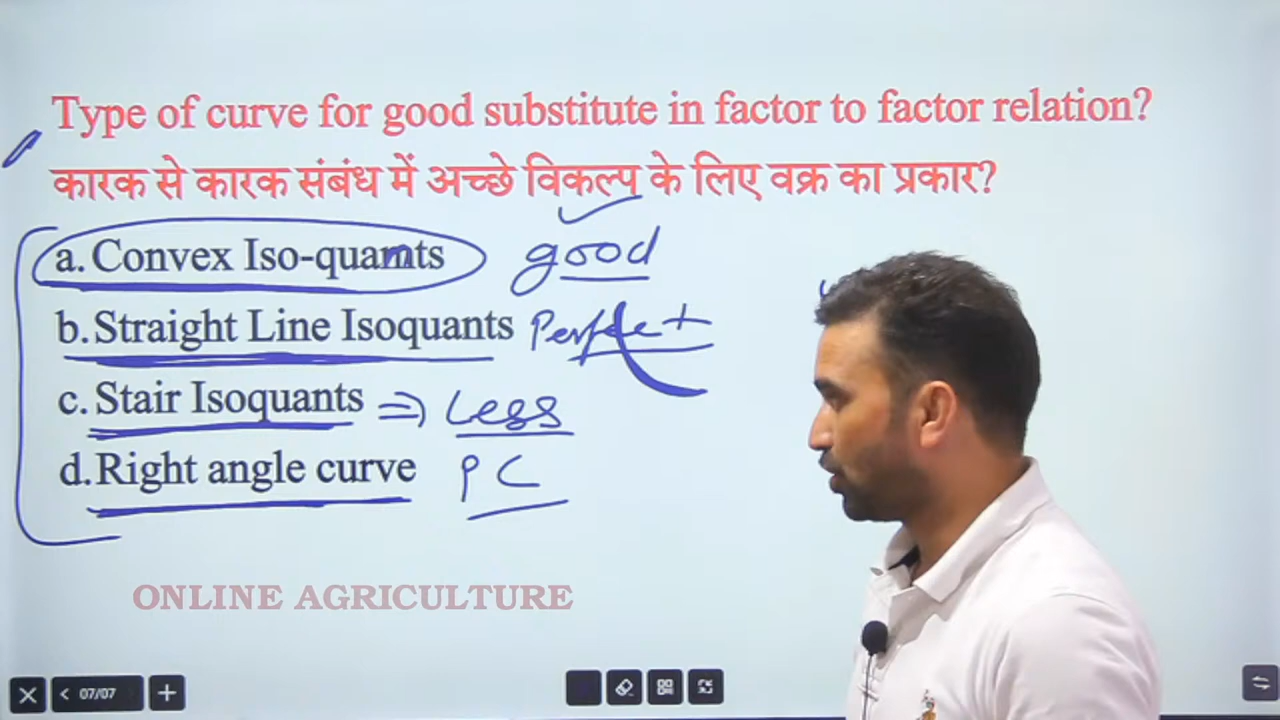 Type of curve for good substitute in factor to factor relation?
कारक से कारक संबंध में अच्छे विकल्प के लिए वक्र का प्रकार?
a. Convex Iso-quants good
b. Straight Line Isoquants Perfect
c. Stair Isoquants ⇒ Less
d. Right angle curve PC
ONLINE AGRICULTURE
07/07